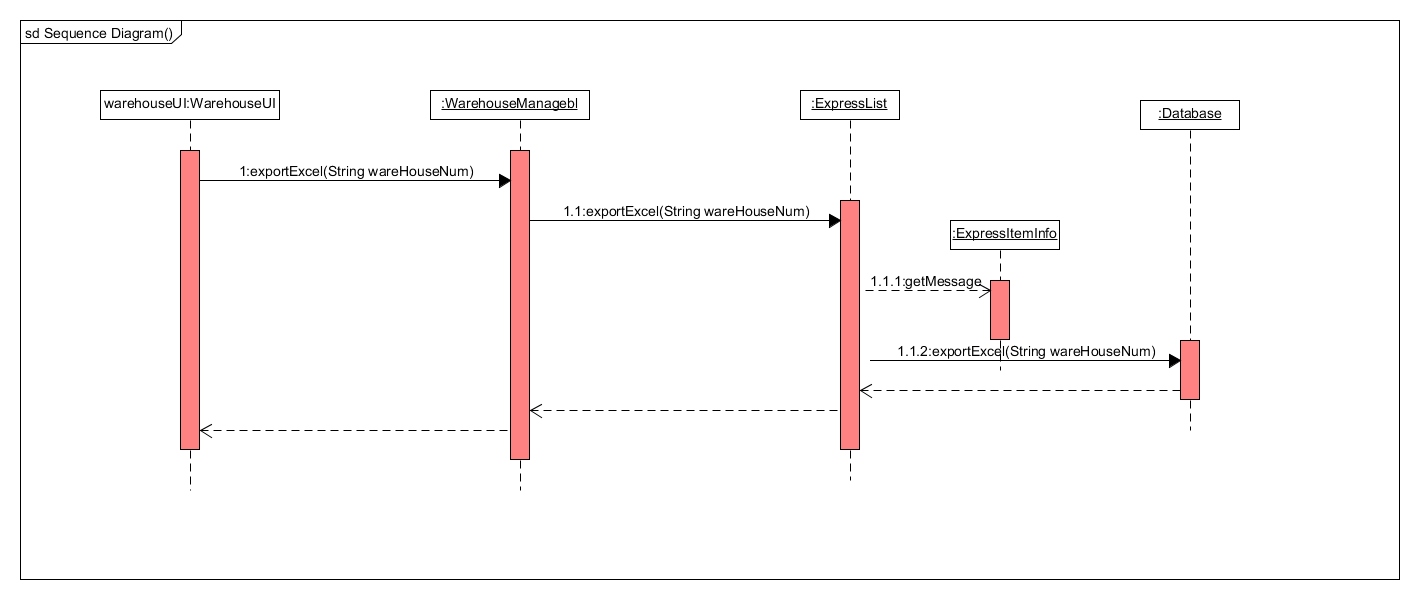 sd Sequence Diagram()
warehouseUI:WarehouseUI
:WarehouseManagebl
:ExpressList
:Database
1:exportExcel(String wareHouseNum)
1.1:exportExcel(String wareHouseNum)
:ExpressItemInfo
1.1.1:getMessage
1.1.2:exportExcel(String wareHouseNum)